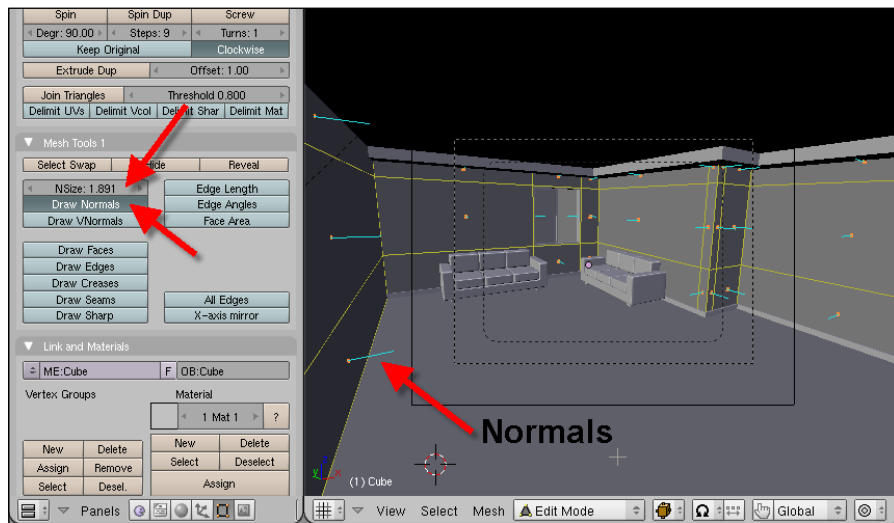 Spin Spin Dup Screw
Degr: 90.00 Steps: 9 Turns: 1
Keep Original Clockwise
Extrude Dup Offset: 1.00
Join Triangles Threshold 0.800
Delimit UVs Delimit Vcol Delimit Shar Delimit Mat
Mesh Tools 1
Select Swap Hide Reveal
NSize: 1.891 Edge Length
Draw Normals Edge Angles
Draw VNormals Face Area
Draw Faces
Draw Edges
Draw Creases
Draw Seams All Edges
Draw Sharp X-axis mirror
Link and Materials
ME:Cube F OB:Cube
Vertex Groups Material
1 Mat 1 ?
New Delete New Delete
Assign Remove Select Deselect
Select Desel. Assign
Panels
Normals
z
y x
(1) Cube
View Select Mesh Edit Mode Global